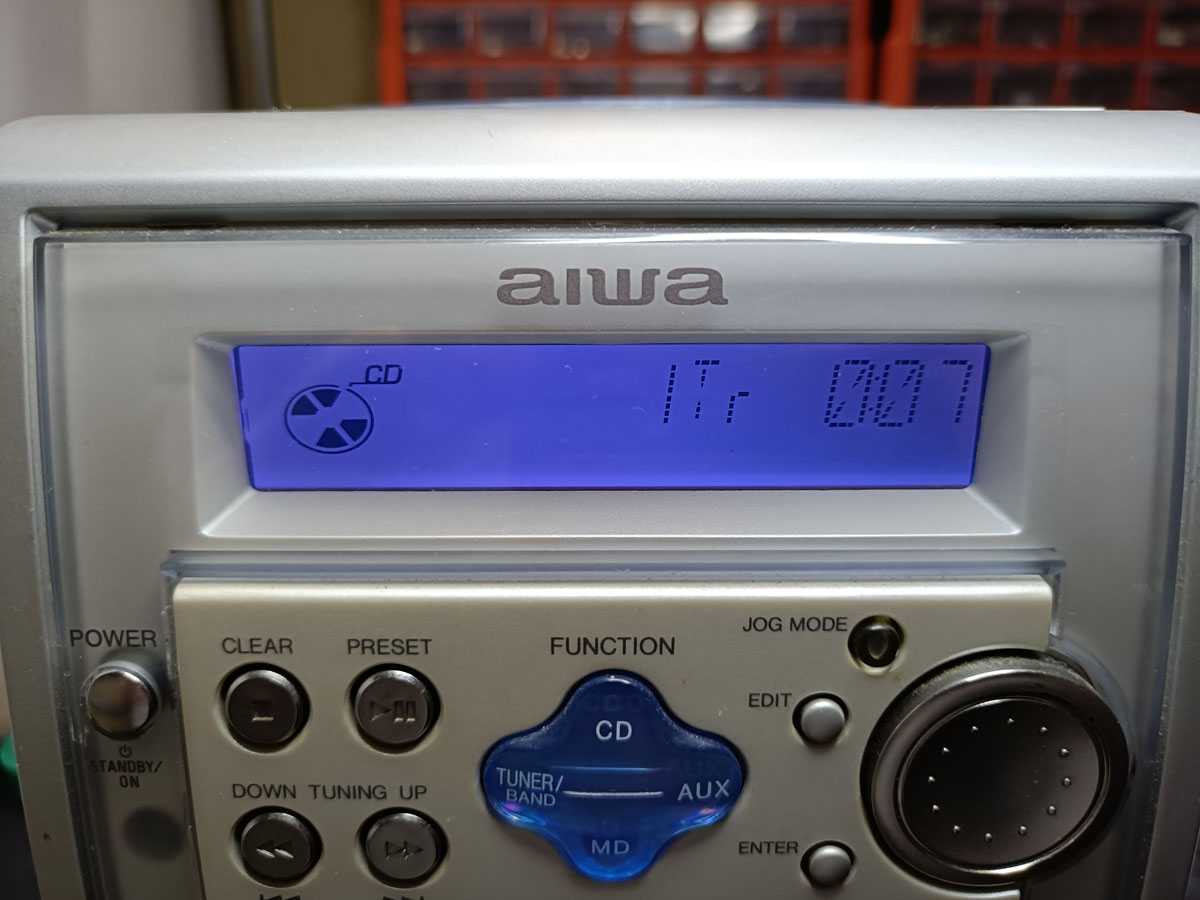 aiwa
CD
1Tr 007
POWER
STANDBY/
ON
CLEAR
PRESET
FUNCTION
CD
TUNER/
BAND
AUX
MD
JOG MODE
EDIT
ENTER
DOWN TUNING UP